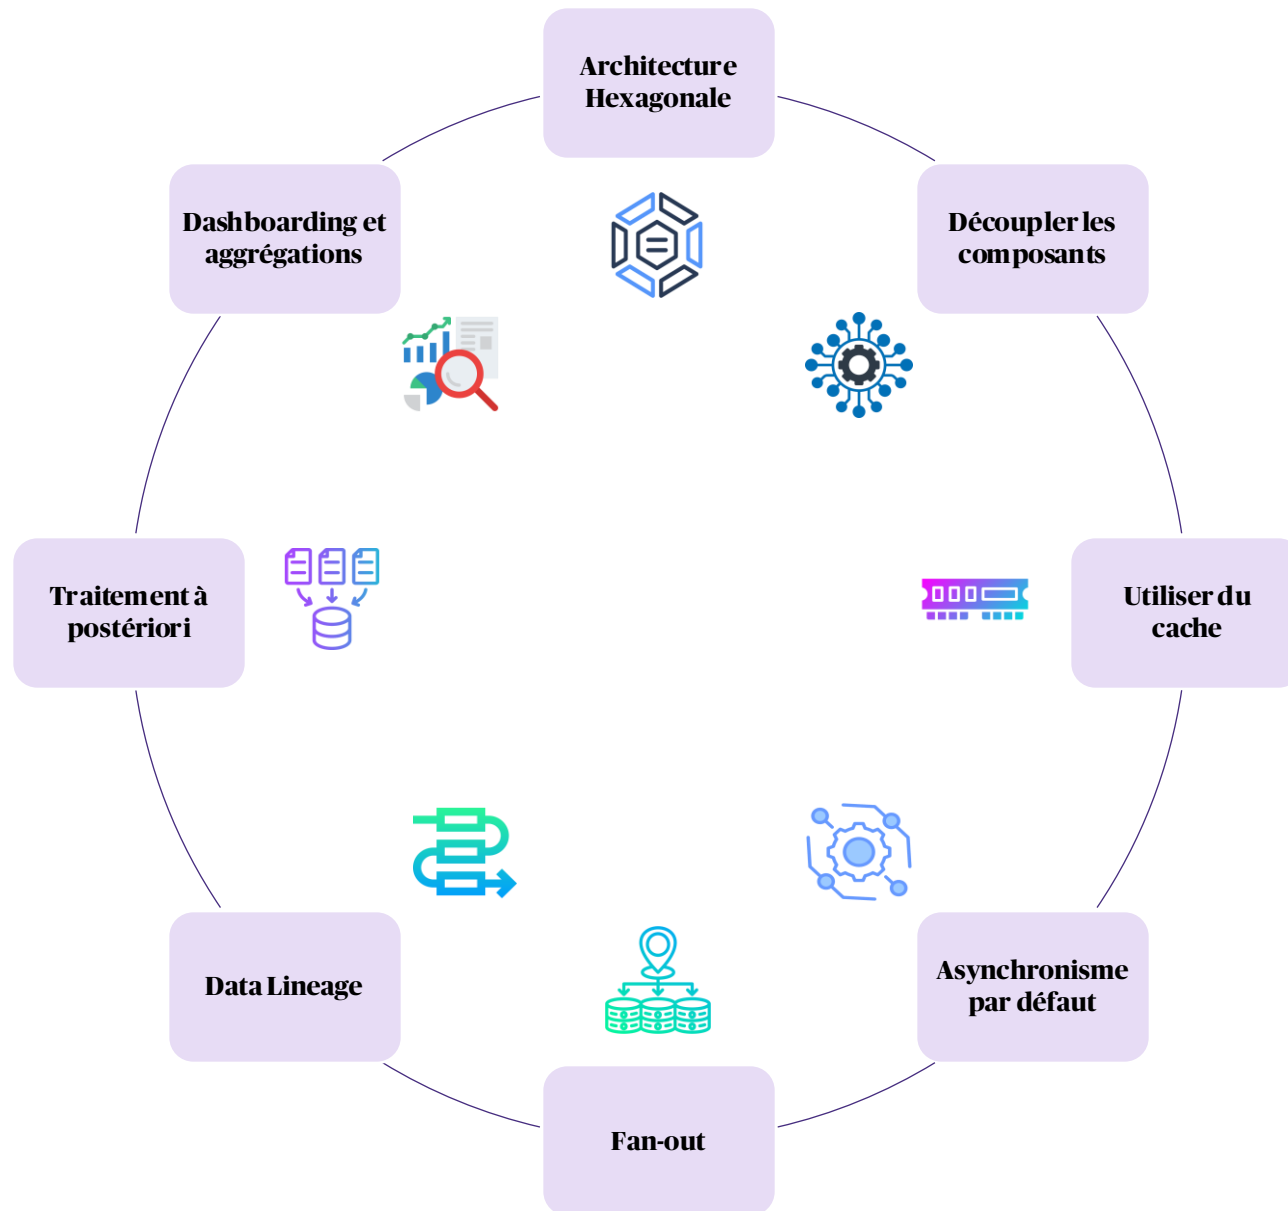 Architecture
Hexagonale
Découpler les
composants
Utiliser du
cache
Asynchronisme
par défaut
Fan-out
Data Lineage
Traitement à
postériori
Dashboarding et
aggrégations